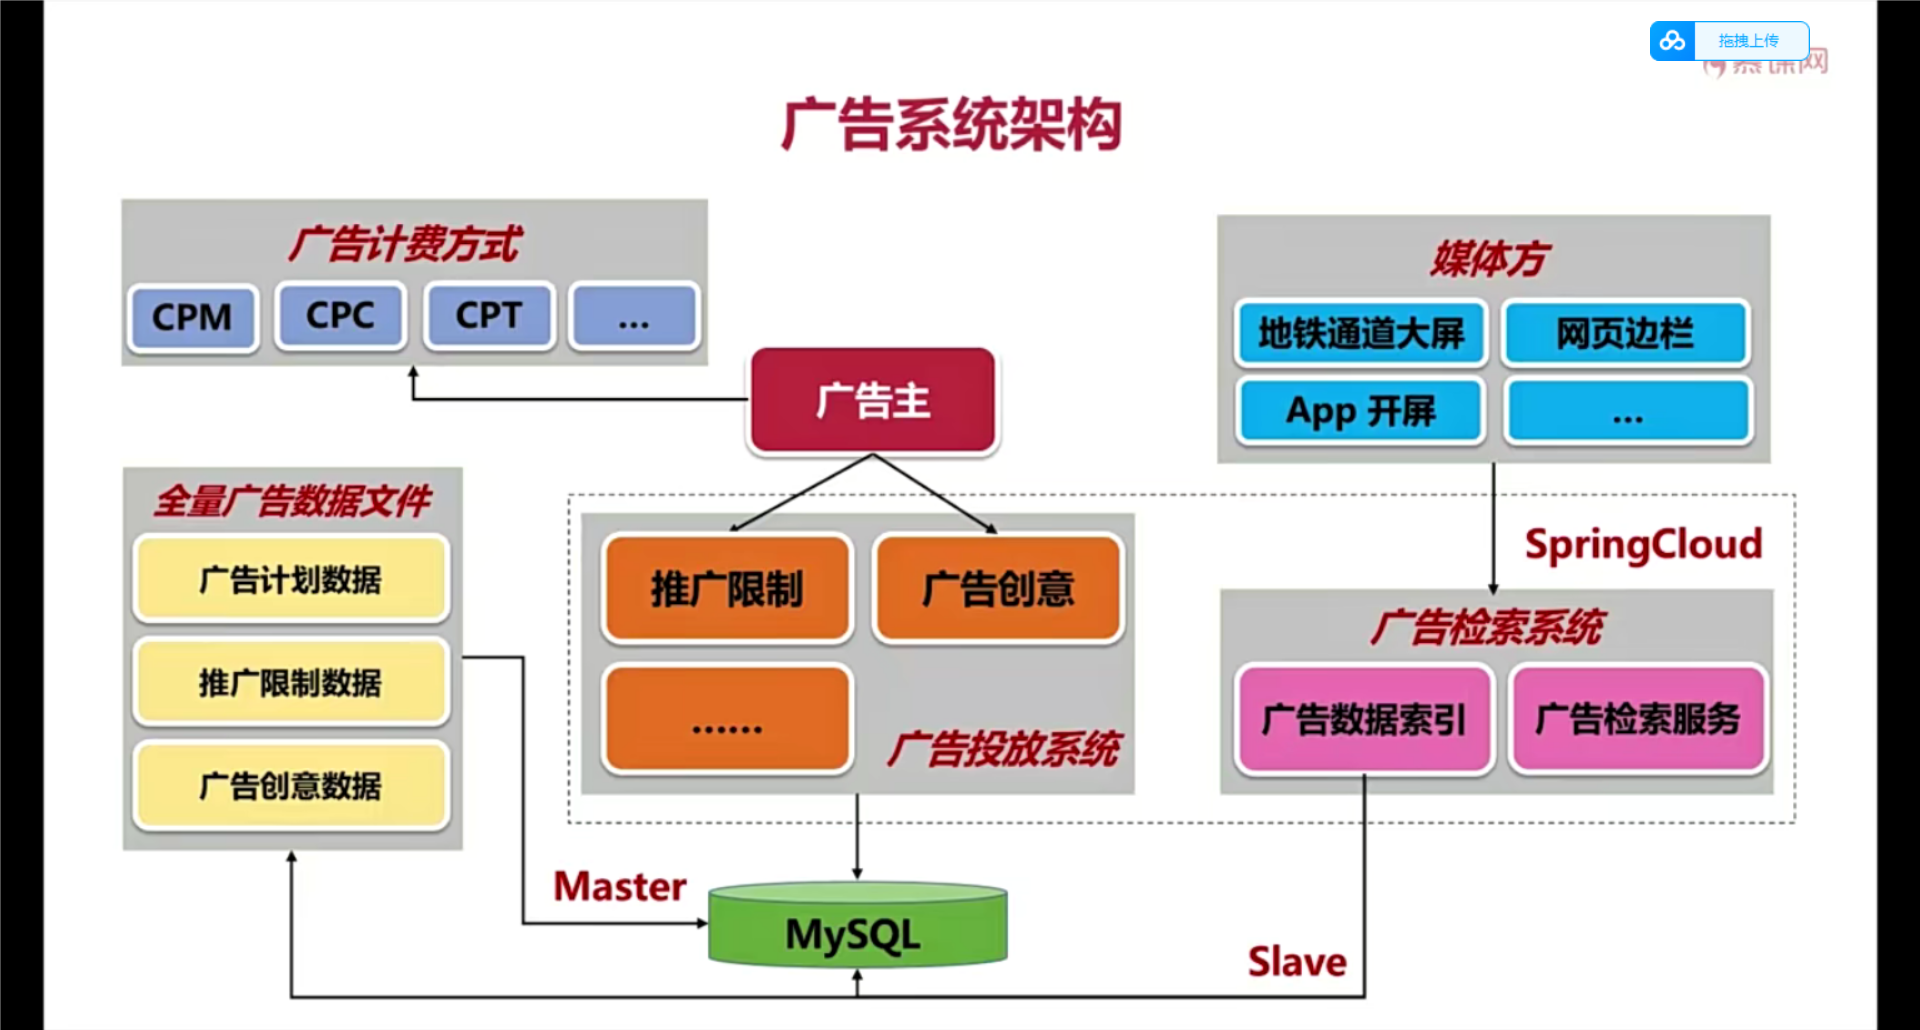 拖拽上传
慕课网
广告系统架构
广告计费方式
CPM
CPC
CPT
...
媒体方
地铁通道大屏
网页边栏
App 开屏
...
广告主
全量广告数据文件
广告计划数据
推广限制数据
广告创意数据
推广限制
广告创意
......
广告投放系统
SpringCloud
广告检索系统
广告数据索引
广告检索服务
Master
MySQL
Slave